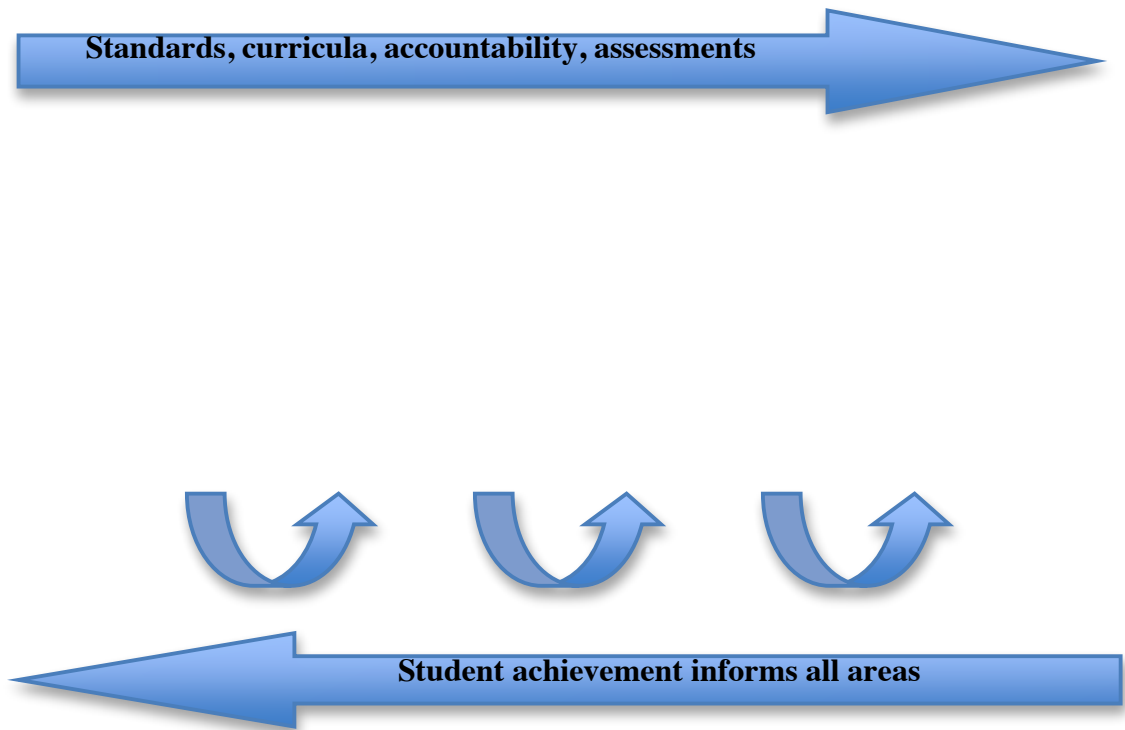 Standards, curricula, accountability, assessments
Student achievement informs all areas